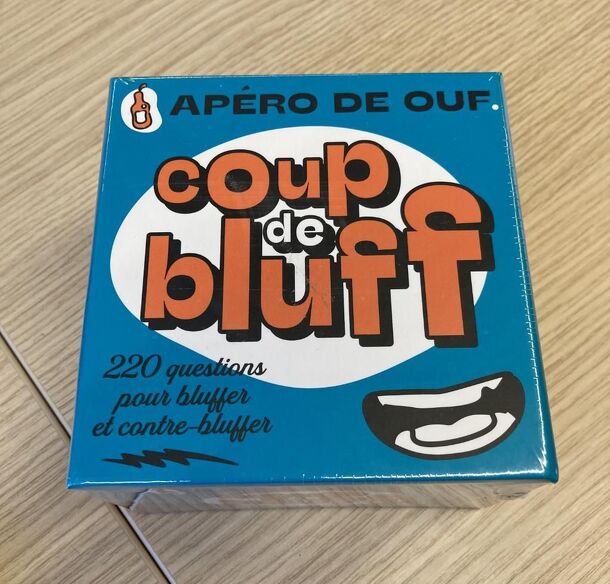 APÉRO DE OUF.
coup
de
bluff
220 questions
pour bluffer
et contre-bluffer